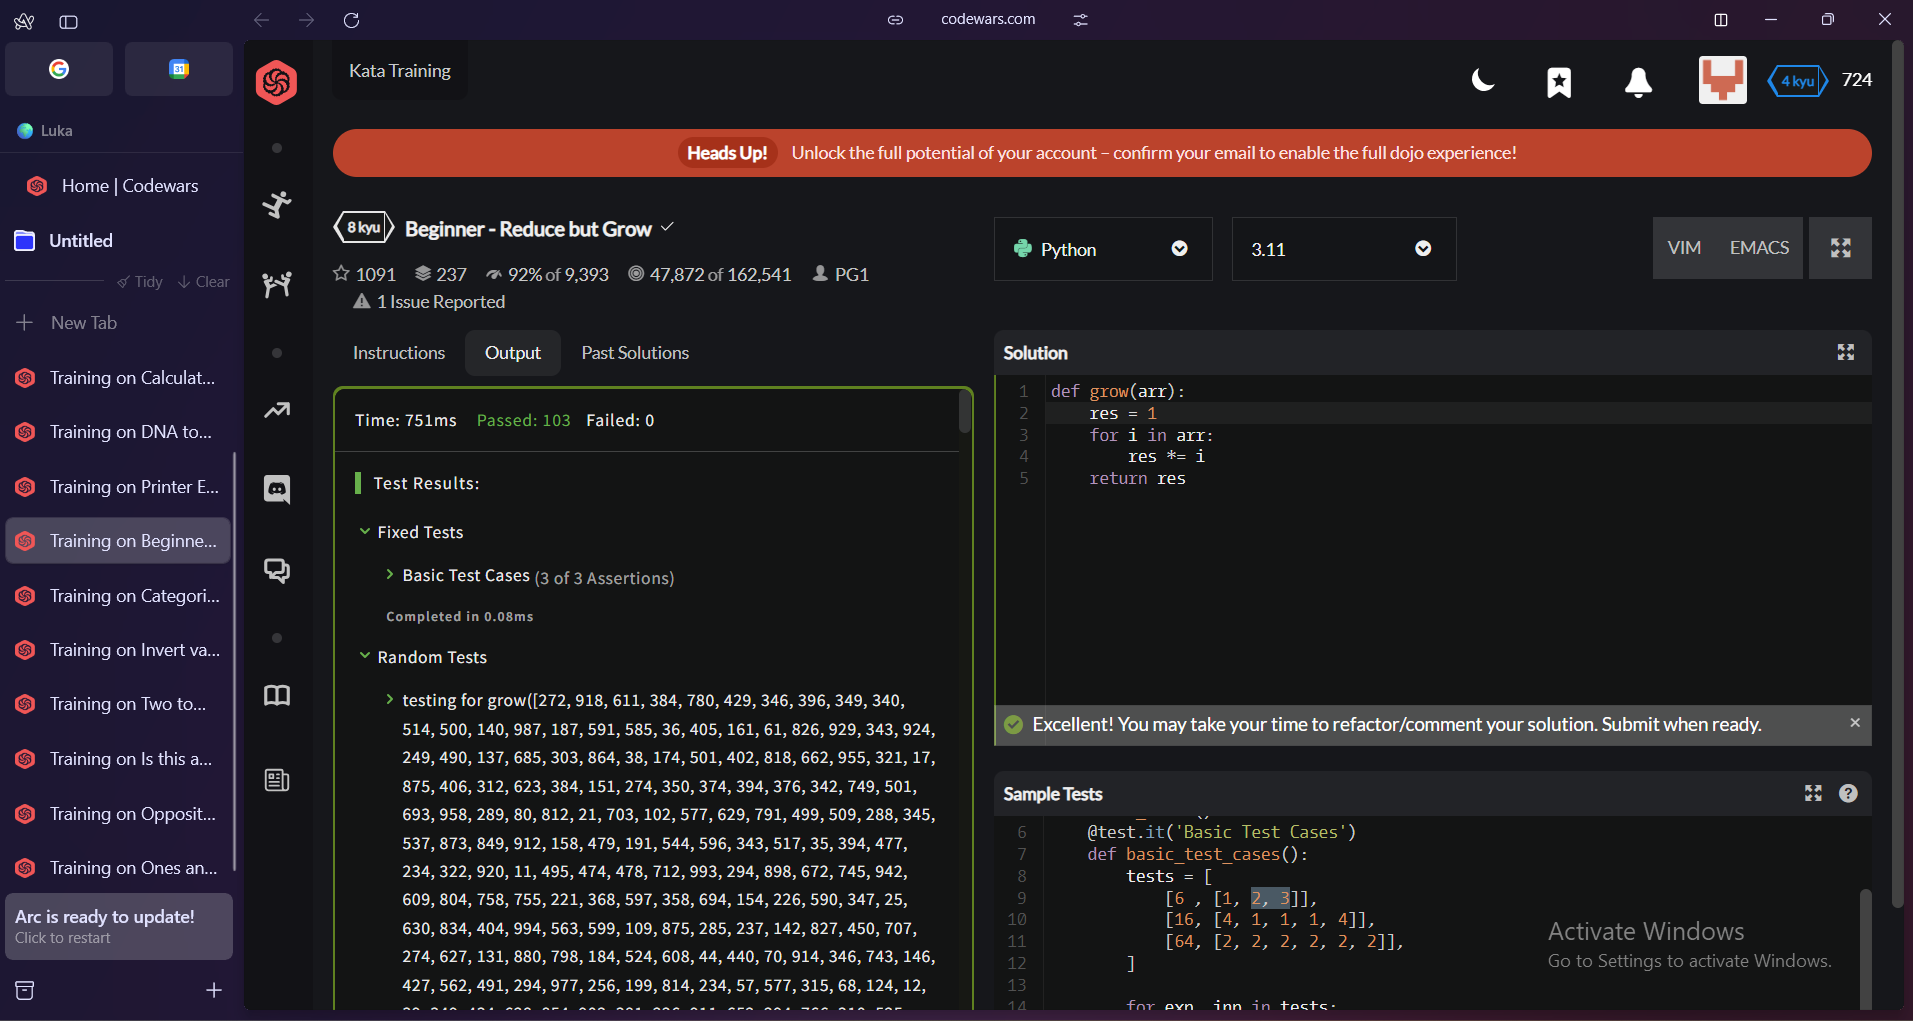 codewars.com
31
Luka
Home | Codewars
Untitled
Tidy
Clear
New Tab
Training on Calculat...
Training on DNA to...
Training on Printer E...
Training on Beginne...
Training on Categori...
Training on Invert va...
Training on Two to...
Training on Is this a...
Training on Opposit...
Training on Ones an...
Arc is ready to update!
Click to restart
Kata Training
4 kyu 724
Heads Up! Unlock the full potential of your account – confirm your email to enable the full dojo experience!
8 kyu Beginner - Reduce but Grow
1091 237 92% of 9,393 47,872 of 162,541 PG1
1 Issue Reported
Python
3.11
VIM EMACS
Instructions Output Past Solutions
Time: 751ms Passed: 103 Failed: 0
Test Results:
Fixed Tests
Basic Test Cases (3 of 3 Assertions)
Completed in 0.08ms
Random Tests
testing for grow([272, 918, 611, 384, 780, 429, 346, 396, 349, 340,
514, 500, 140, 987, 187, 591, 585, 36, 405, 161, 61, 826, 929, 343, 924,
249, 490, 137, 685, 303, 864, 38, 174, 501, 402, 818, 662, 955, 321, 17,
875, 406, 312, 623, 384, 151, 274, 350, 374, 394, 376, 342, 749, 501,
693, 958, 289, 80, 812, 21, 703, 102, 577, 629, 791, 499, 509, 288, 345,
537, 873, 849, 912, 158, 479, 191, 544, 596, 343, 517, 35, 394, 477,
234, 322, 920, 11, 495, 474, 478, 712, 993, 294, 898, 672, 745, 942,
609, 804, 758, 755, 221, 368, 597, 358, 694, 154, 226, 590, 347, 25,
630, 834, 404, 994, 563, 599, 109, 875, 285, 237, 142, 827, 450, 707,
274, 627, 131, 880, 798, 184, 524, 608, 44, 440, 70, 914, 346, 743, 146,
427, 562, 491, 294, 977, 256, 199, 814, 234, 57, 577, 315, 68, 124, 12,
Solution
1 def grow(arr):
2 res = 1
3 for i in arr:
4 res *= i
5 return res
Excellent! You may take your time to refactor/comment your solution. Submit when ready.
Sample Tests
6 @test.it('Basic Test Cases')
7 def basic_test_cases():
8 tests = [
9 [6 , [1, 2, 3]],
10 [16, [4, 1, 1, 1, 4]],
11 [64, [2, 2, 2, 2, 2, 2]],
12 ]
13
14 for exp, inp in tests:
Activate Windows
Go to Settings to activate Windows.